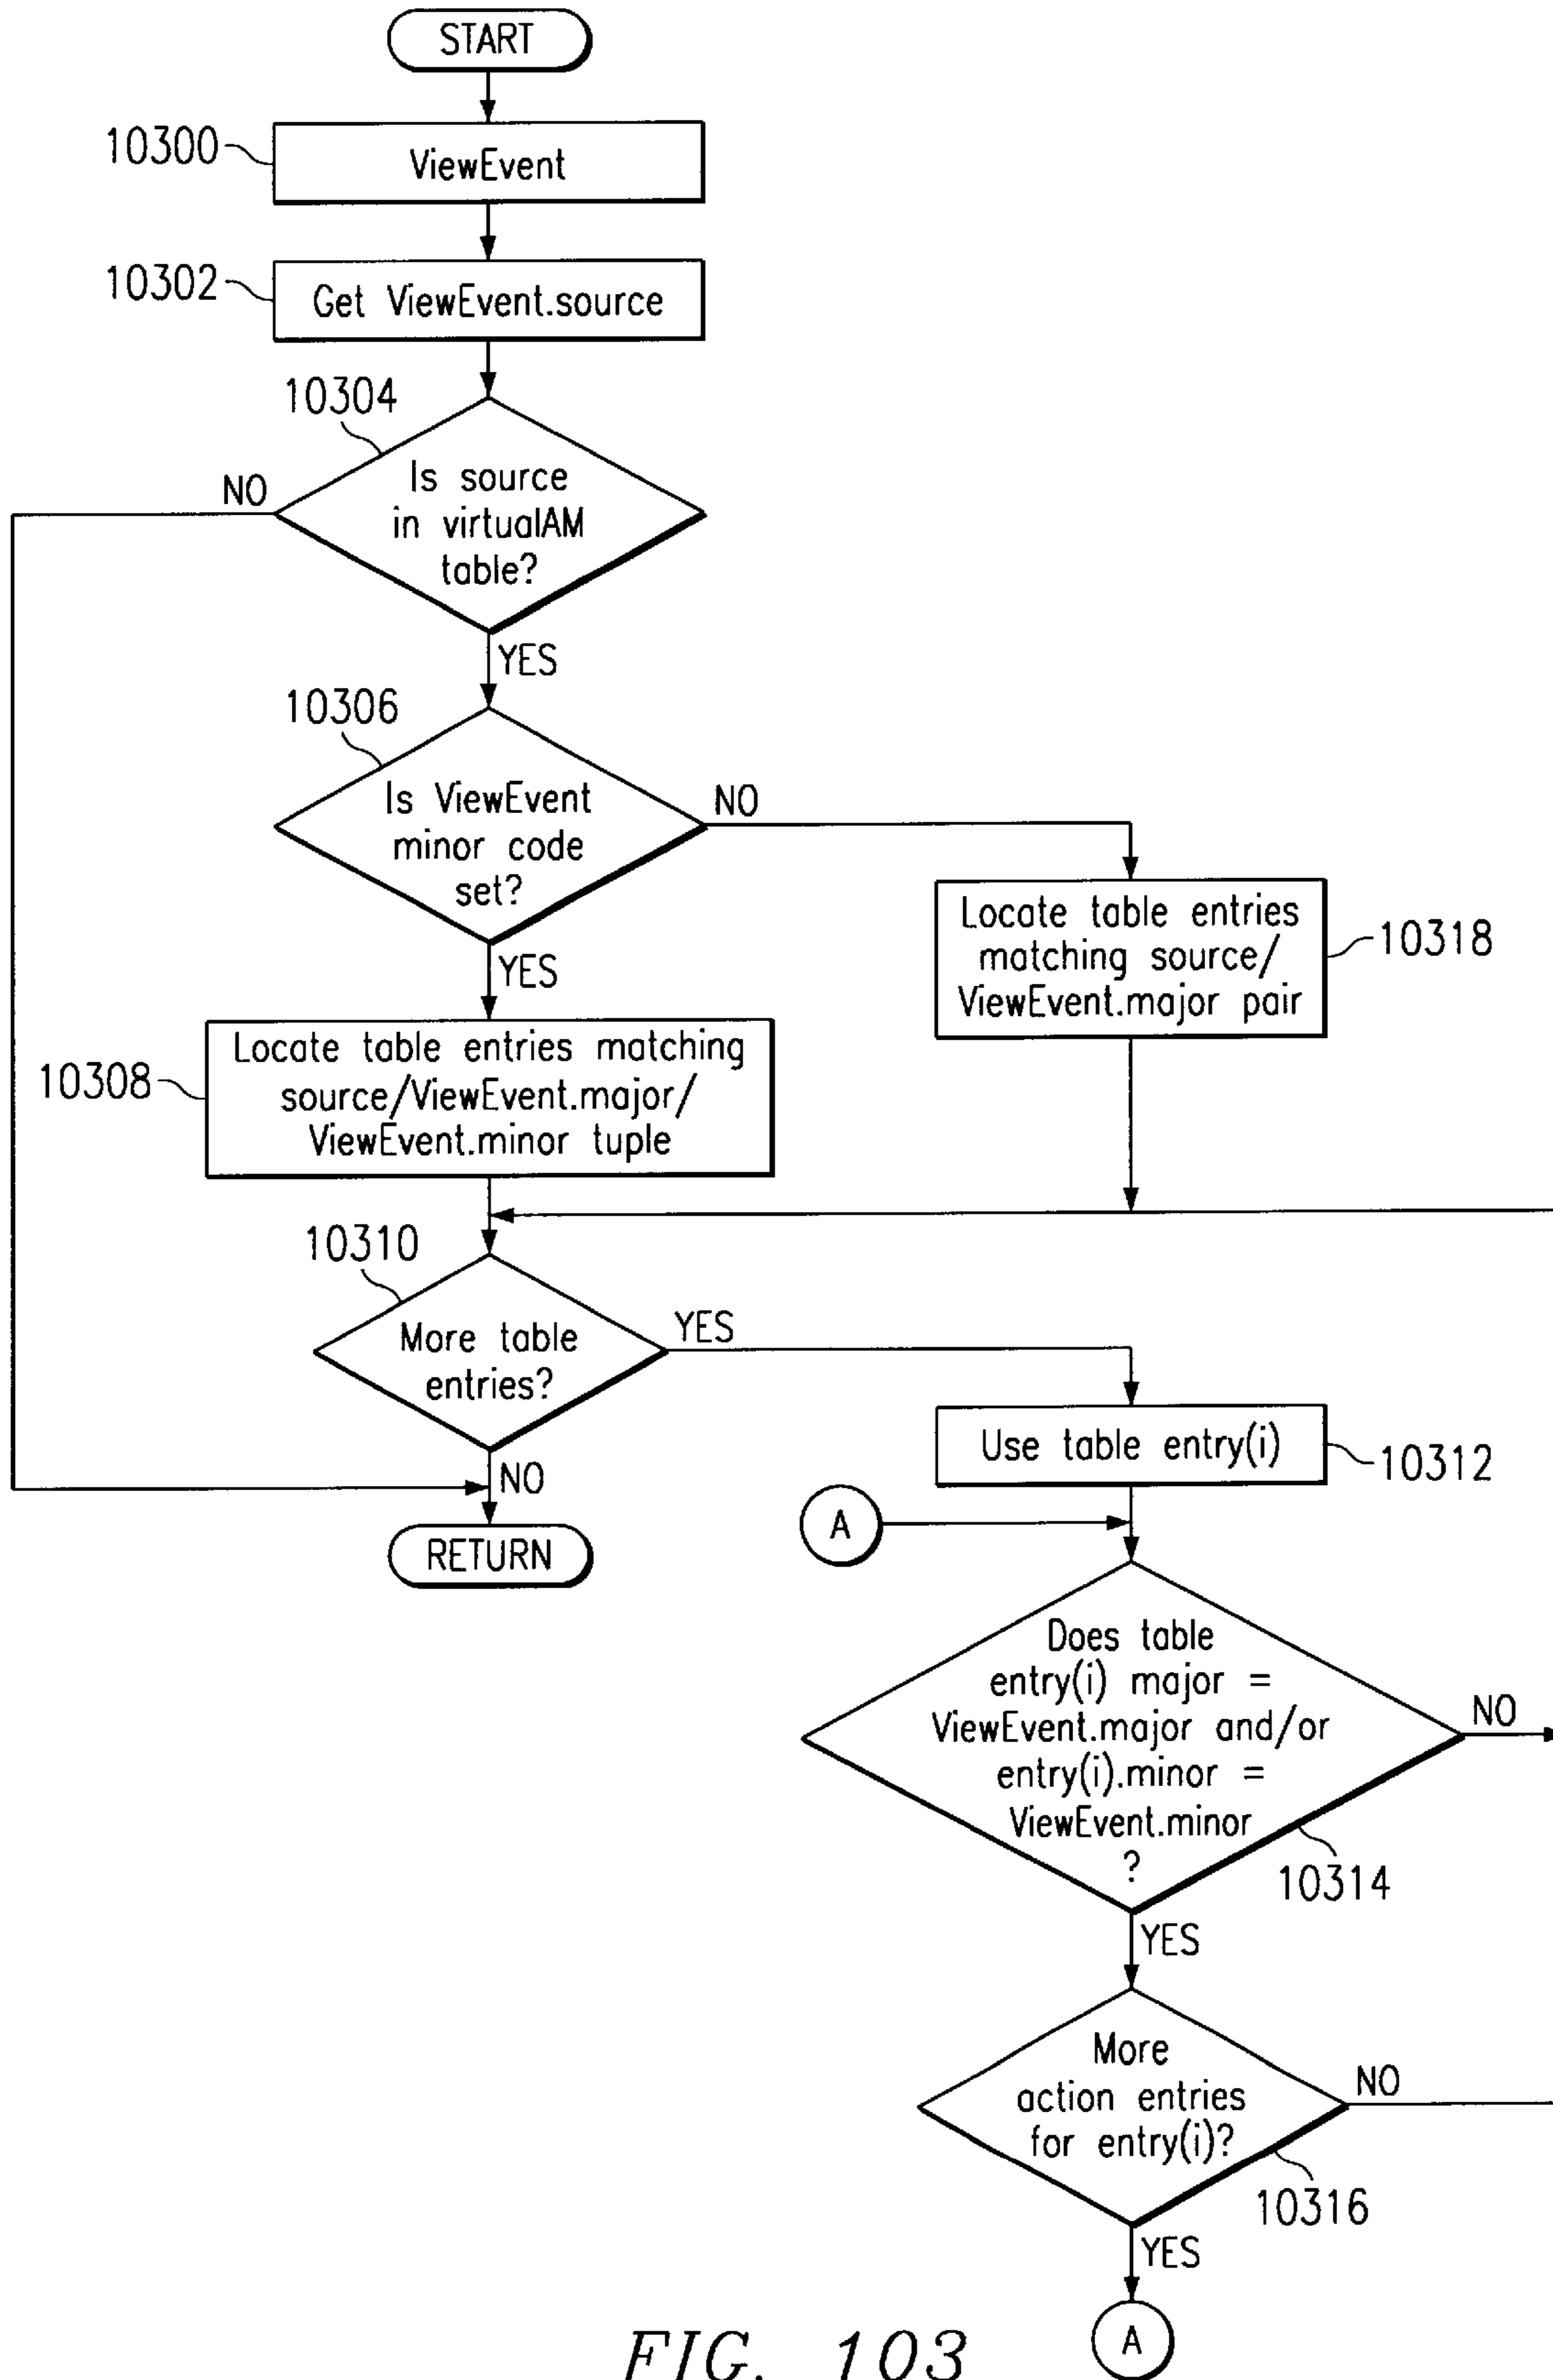 START
10300
ViewEvent
10302
Get ViewEvent.source
10304
Is source
in virtualAM
table?
NO
YES
10306
Is ViewEvent
minor code
set?
NO
YES
Locate table entries
matching source/
ViewEvent.major pair
10318
10308
Locate table entries matching
source/ViewEvent.major/
ViewEvent.minor tuple
10310
More table
entries?
YES
NO
RETURN
Use table entry(i)
10312
A
Does table
entry(i) major =
ViewEvent.major and/or
entry(i).minor =
ViewEvent.minor
?
NO
10314
YES
More
action entries
for entry(i)?
NO
10316
YES
A
FIG. 103